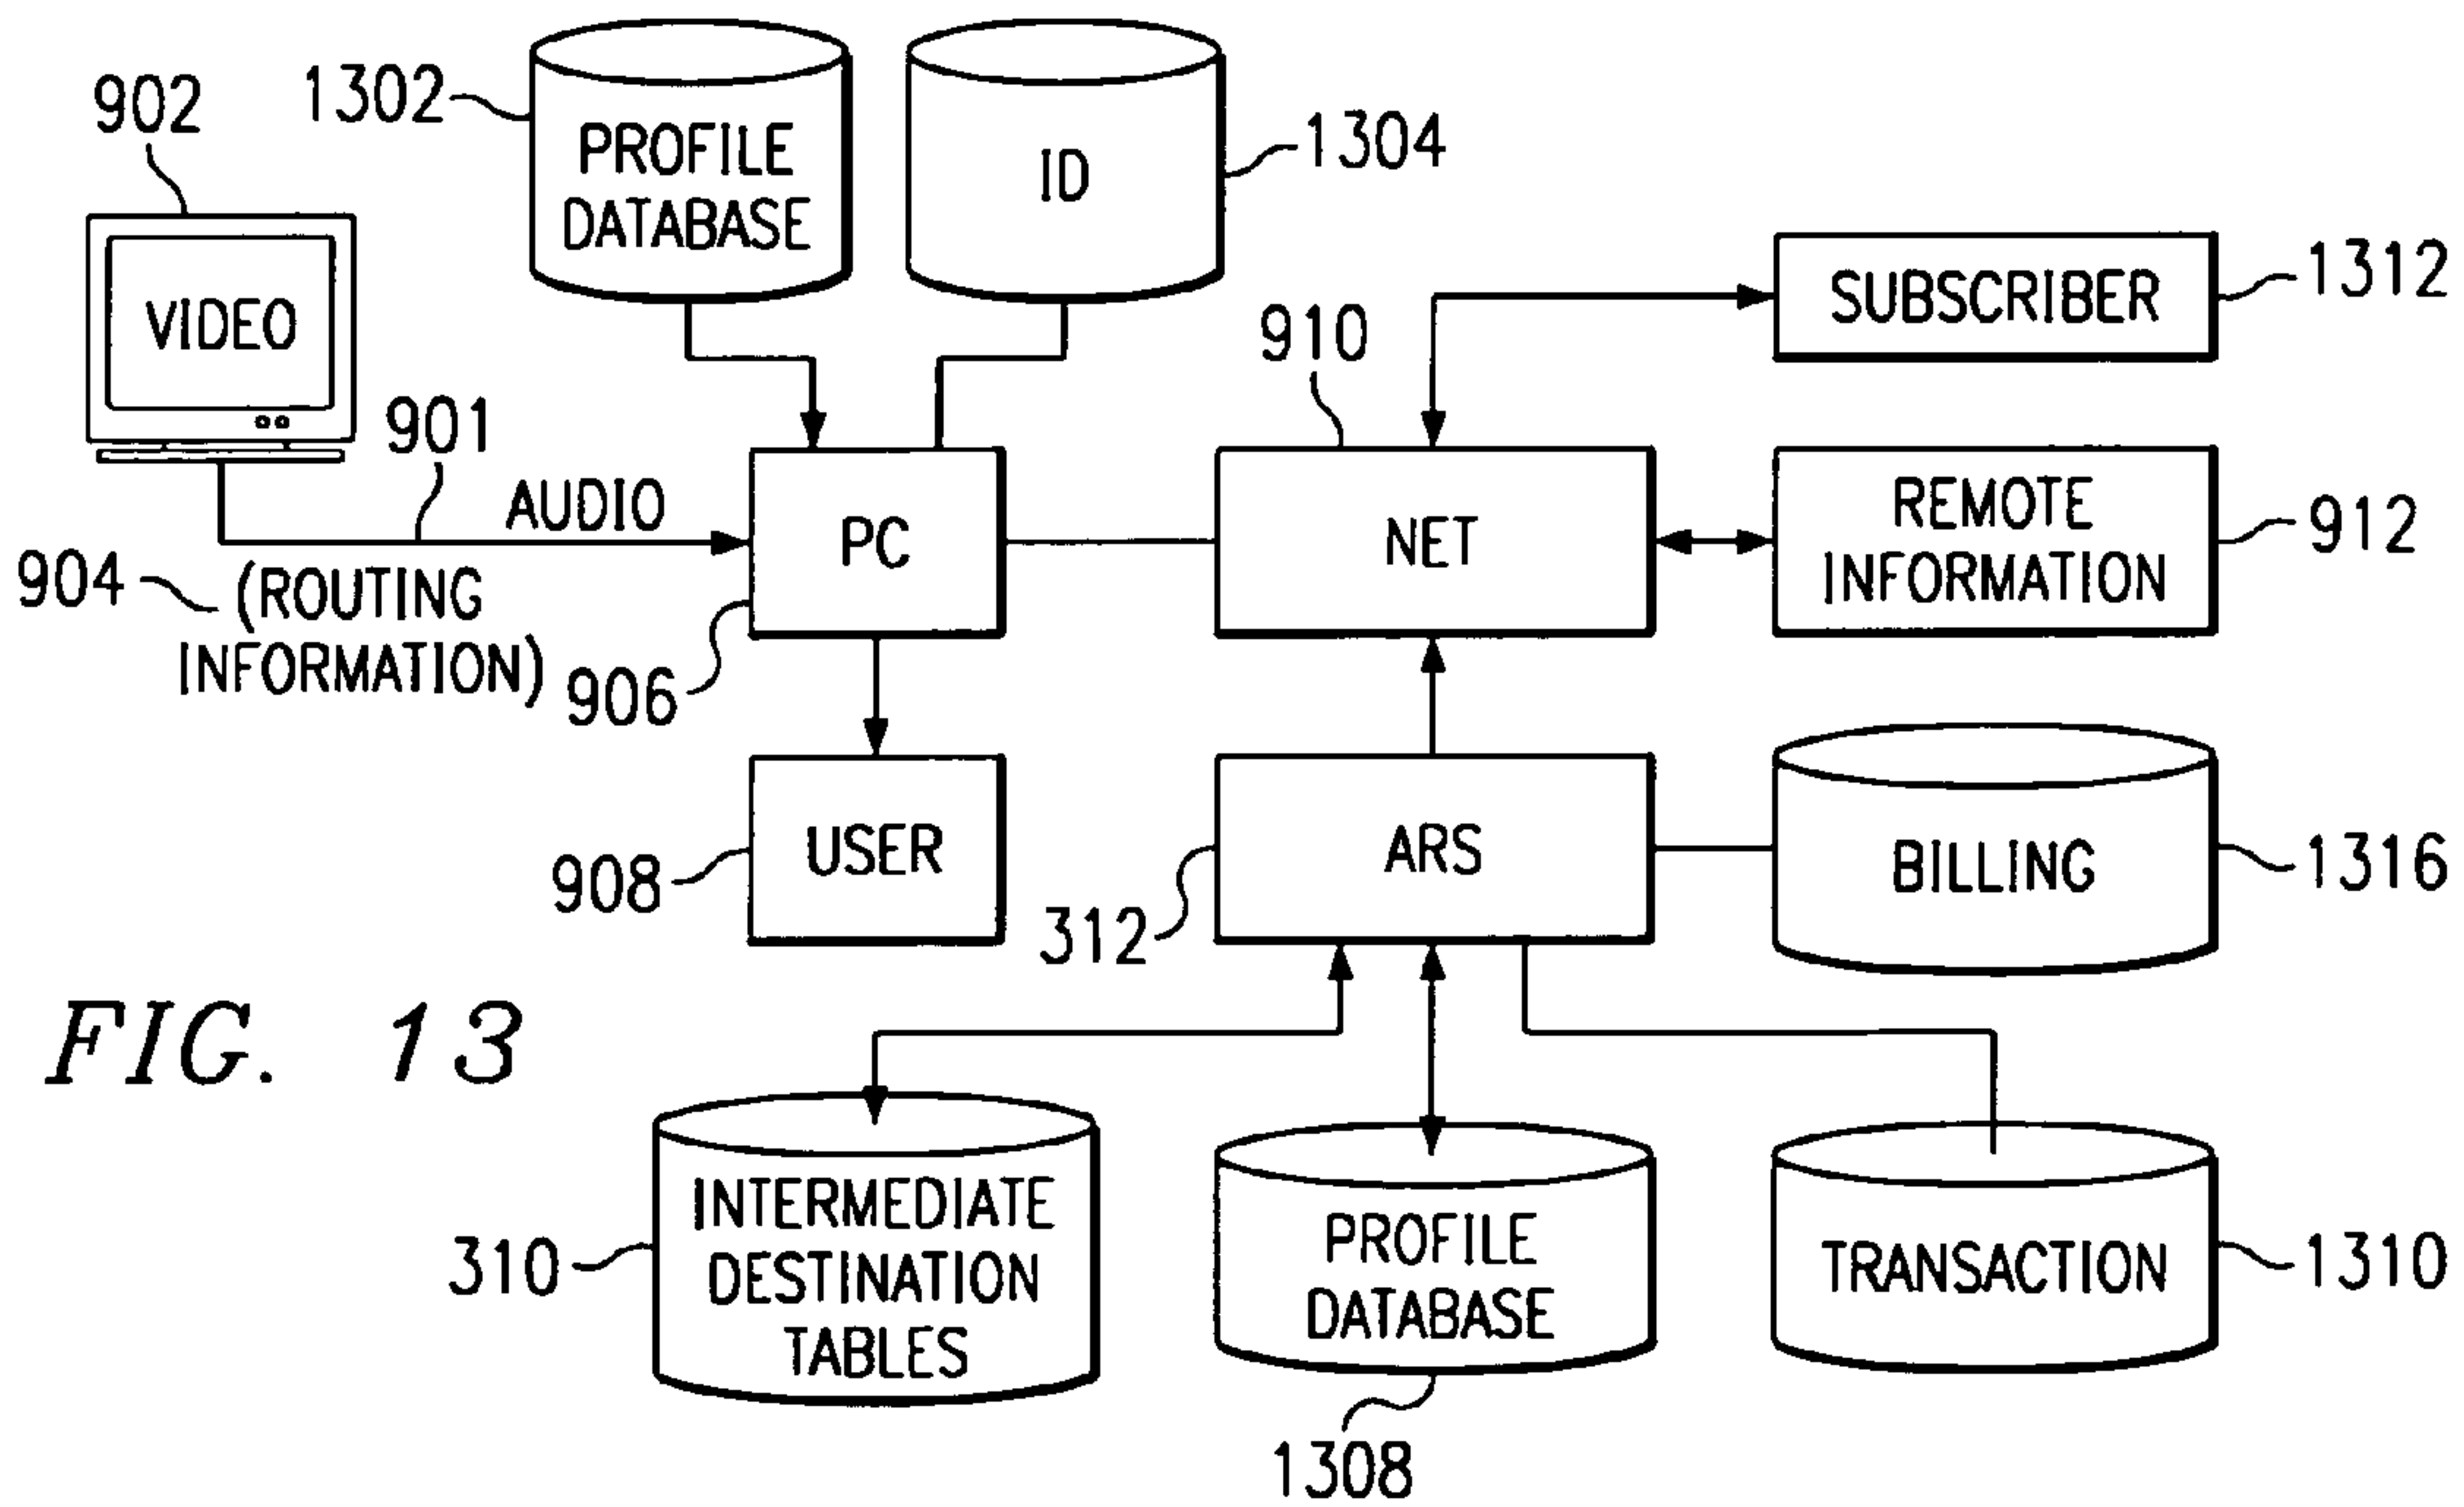 902
1302
PROFILE
DATABASE
ID
1304
VIDEO
SUBSCRIBER
1312
910
901
AUDIO
904
(ROUTING
INFORMATION)
906
PC
NET
REMOTE
INFORMATION
912
USER
908
ARS
312
BILLING
1316
FIG. 13
INTERMEDIATE
DESTINATION
TABLES
310
PROFILE
DATABASE
1308
TRANSACTION
1310